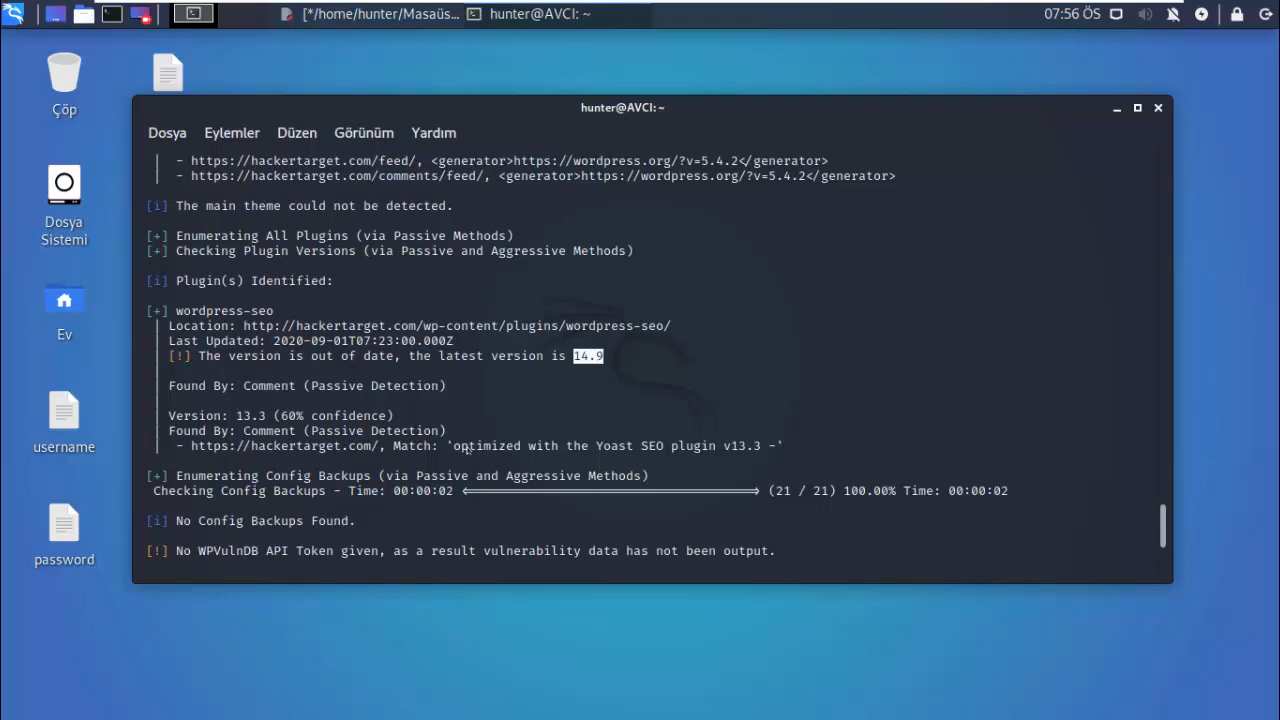 [*/home/hunter/Masaüs...
hunter@AVCI: ~
07:56 ÖS
Çöp
Dosya
Sistemi
Ev
username
password
hunter@AVCI: ~
Dosya Eylemler Düzen Görünüm Yardım
| - https://hackertarget.com/feed/, <generator>https://wordpress.org/?v=5.4.2</generator>
| - https://hackertarget.com/comments/feed/, <generator>https://wordpress.org/?v=5.4.2</generator>
[i] The main theme could not be detected.
[+] Enumerating All Plugins (via Passive Methods)
[+] Checking Plugin Versions (via Passive and Aggressive Methods)
[i] Plugin(s) Identified:
[+] wordpress-seo
| Location: http://hackertarget.com/wp-content/plugins/wordpress-seo/
| Last Updated: 2020-09-01T07:23:00.000Z
| [!] The version is out of date, the latest version is 14.9
|
| Found By: Comment (Passive Detection)
|
| Version: 13.3 (60% confidence)
| Found By: Comment (Passive Detection)
| - https://hackertarget.com/, Match: 'optimized with the Yoast SEO plugin v13.3 -'
[+] Enumerating Config Backups (via Passive and Aggressive Methods)
Checking Config Backups - Time: 00:00:02 <==================================> (21 / 21) 100.00% Time: 00:00:02
[i] No Config Backups Found.
[!] No WPVulnDB API Token given, as a result vulnerability data has not been output.